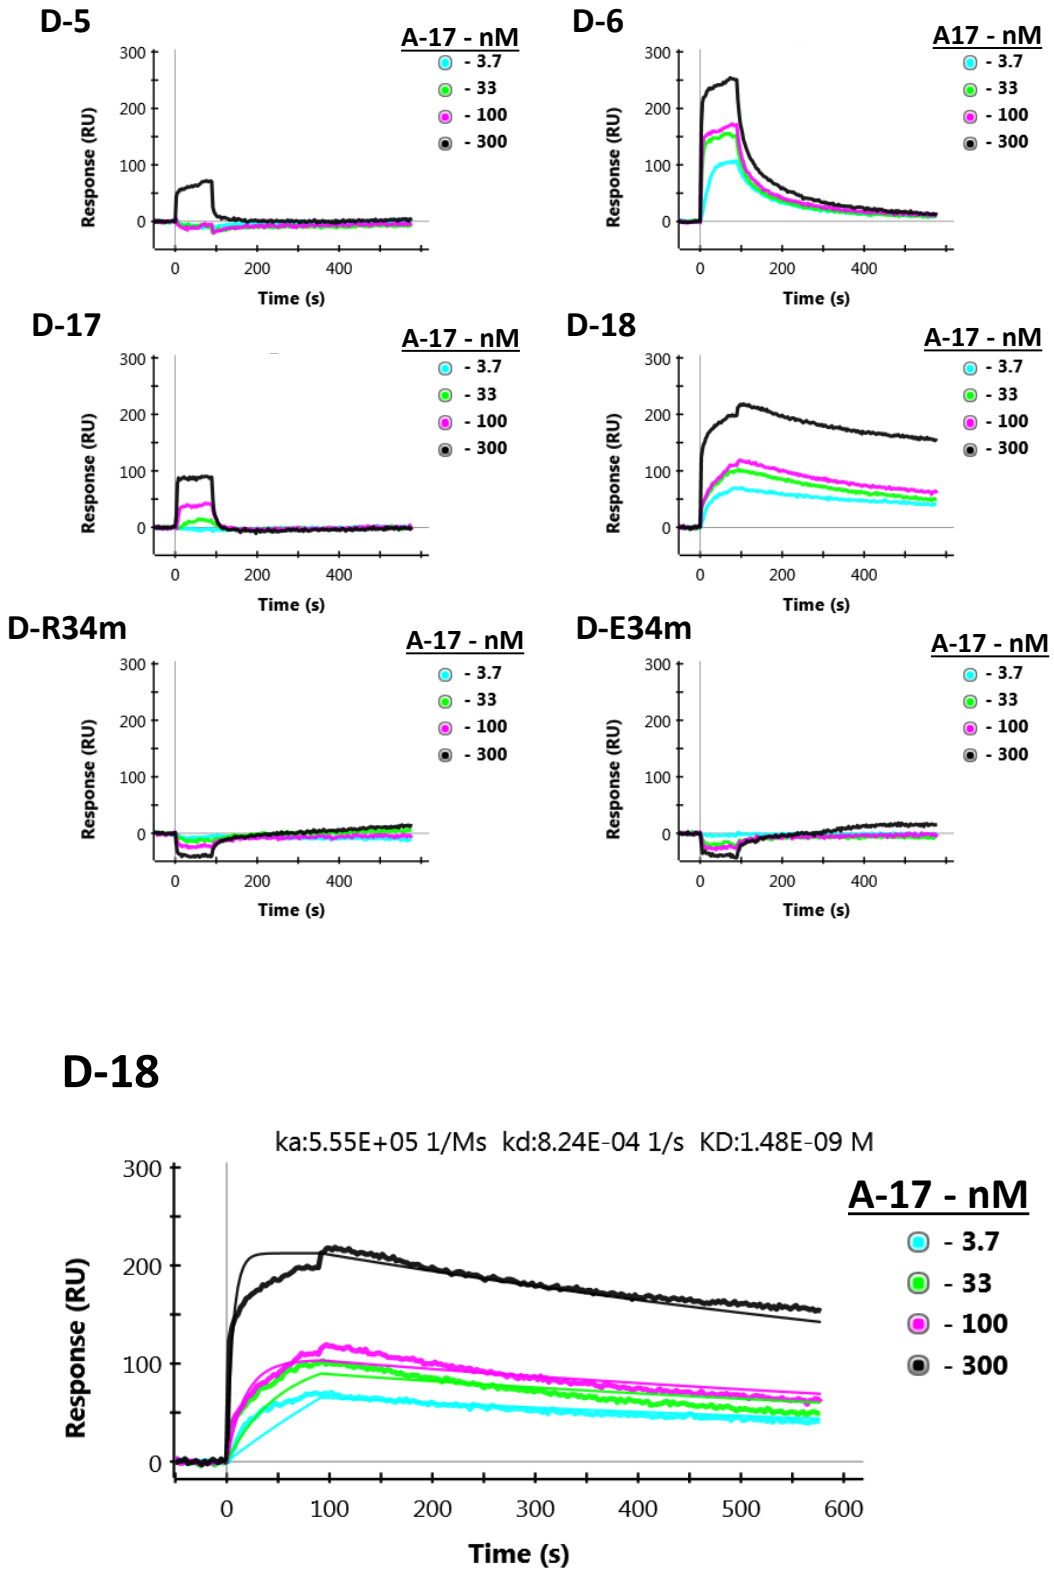 D-5
A-17 - nM
- 3.7
- 33
- 100
- 300
300
200
100
0
Response (RU)
0 200 400
Time (s)
D-6
A17 - nM
- 3.7
- 33
- 100
- 300
300
200
100
0
Response (RU)
0 200 400
Time (s)
D-17
A-17 - nM
- 3.7
- 33
- 100
- 300
300
200
100
0
Response (RU)
0 200 400
Time (s)
D-18
A-17 - nM
- 3.7
- 33
- 100
- 300
300
200
100
0
Response (RU)
0 200 400
Time (s)
D-R34m
A-17 - nM
- 3.7
- 33
- 100
- 300
300
200
100
0
Response (RU)
0 200 400
Time (s)
D-E34m
A-17 - nM
- 3.7
- 33
- 100
- 300
300
200
100
0
Response (RU)
0 200 400
Time (s)
D-18
ka:5.55E+05 1/Ms kd:8.24E-04 1/s KD:1.48E-09 M
A-17 - nM
- 3.7
- 33
- 100
- 300
300
200
100
0
Response (RU)
0 100 200 300 400 500 600
Time (s)